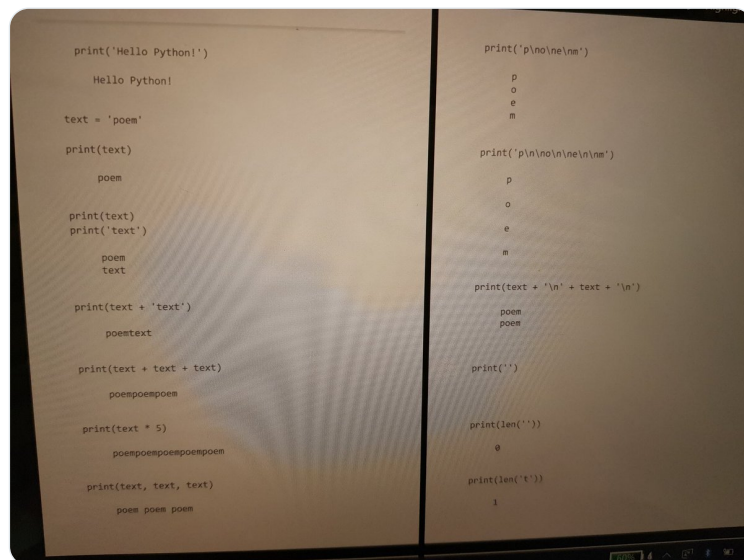 print('Hello Python!')
Hello Python!
text = 'poem'
print(text)
poem
print(text)
print('text')
poem
text
print(text + 'text')
poemtext
print(text + text + text)
poempoempoem
print(text * 5)
poempoempoempoempoem
print(text, text, text)
poem poem poem
print('p\no\ne\nm')
p
o
e
m
print('p\n\no\n\ne\n\nm')
p
o
e
m
print(text + '\n' + text + '\n')
poem
poem
print('')
print(len(''))
0
print(len('t'))
1